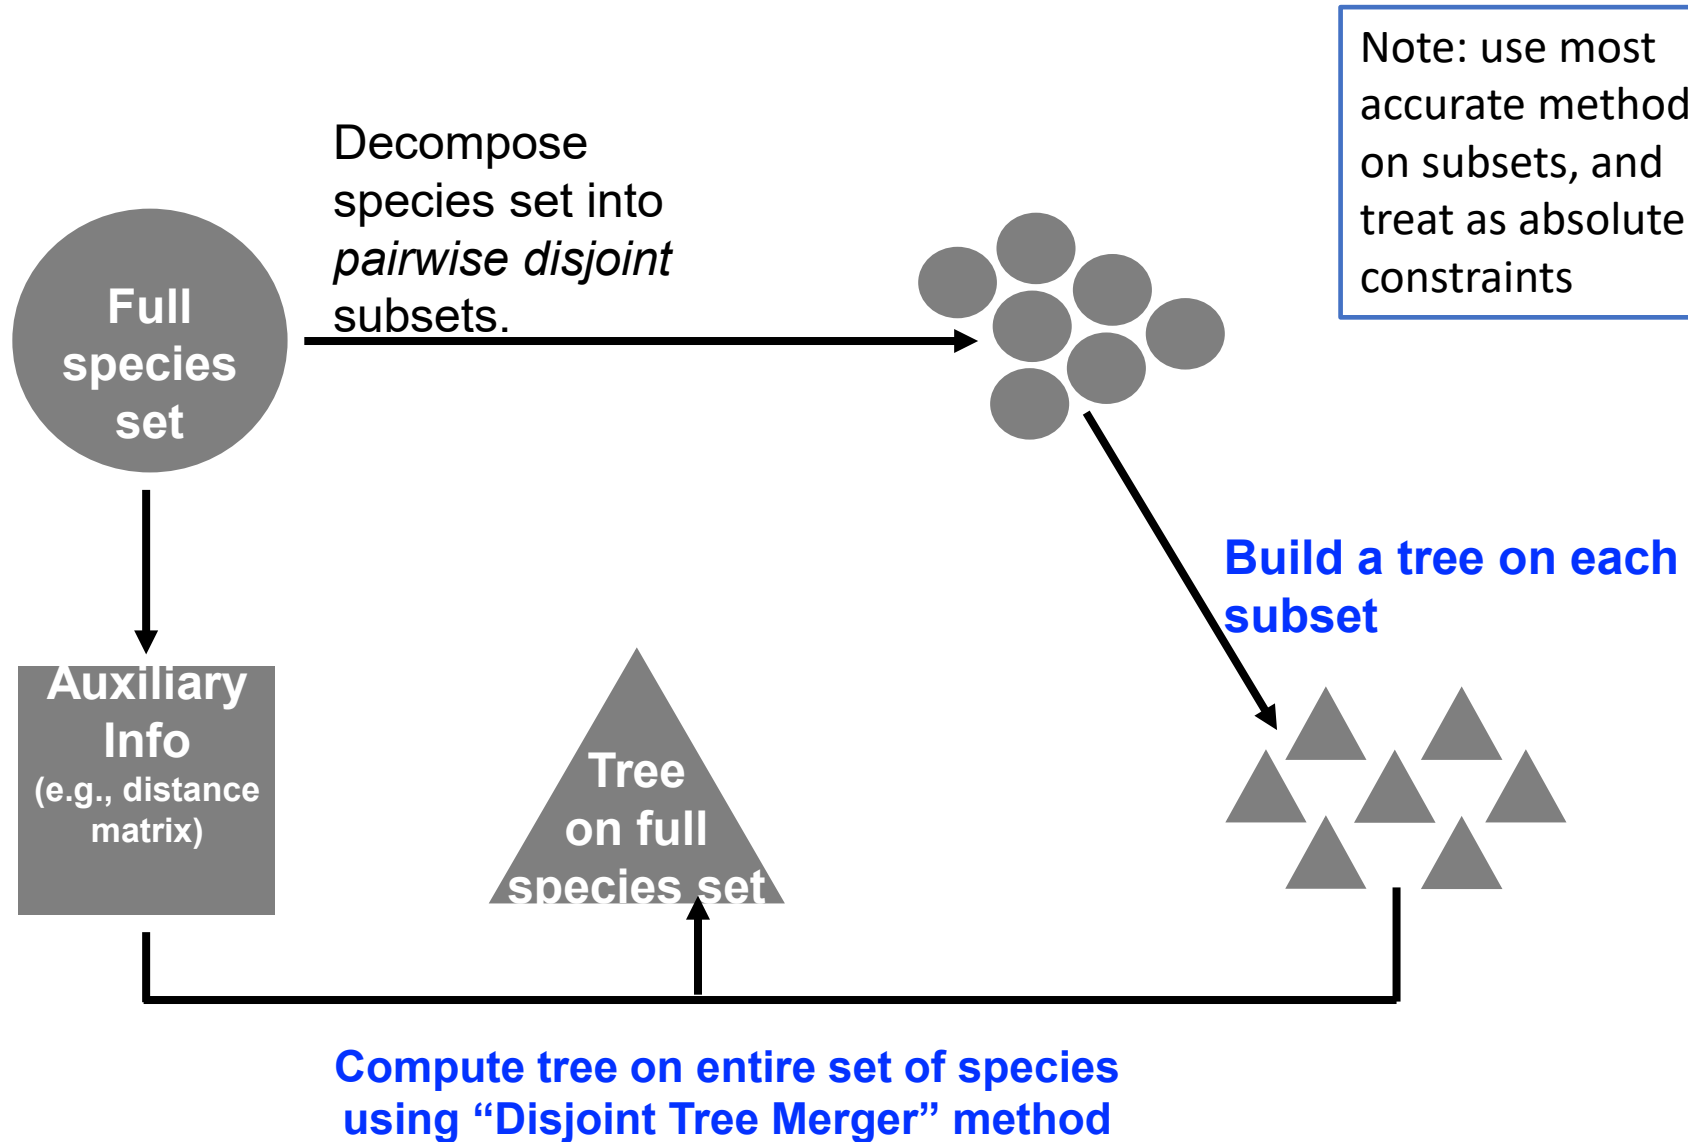 Note: use most
accurate method
on subsets, and
treat as absolute
constraints
Decompose
species set into
pairwise disjoint
subsets.
Full
species
set
Build a tree on each
subset
Auxiliary
Info
(e.g., distance
matrix)
Tree
on full
species set
Compute tree on entire set of species
using “Disjoint Tree Merger” method